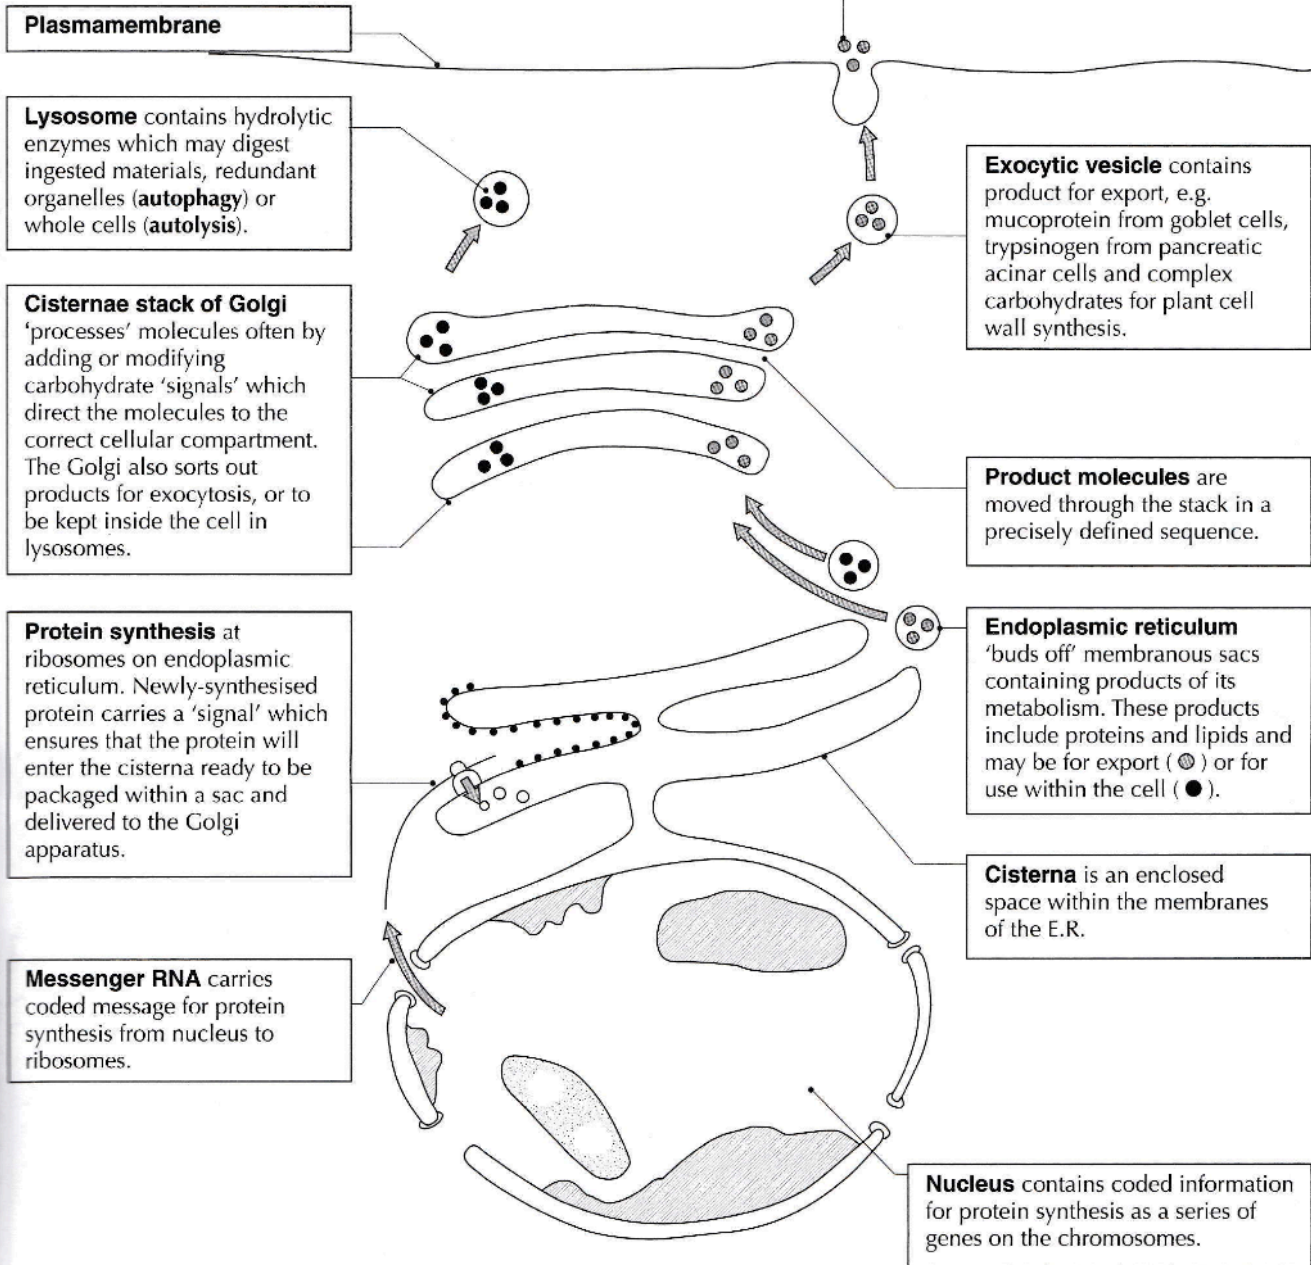 Plasmamembrane
Lysosome contains hydrolytic
enzymes which may digest
ingested materials, redundant
organelles (autophagy) or
whole cells (autolysis).
Cisternae stack of Golgi
'processes' molecules often by
adding or modifying
carbohydrate 'signals' which
direct the molecules to the
correct cellular compartment.
The Golgi also sorts out
products for exocytosis, or to
be kept inside the cell in
lysosomes.
Protein synthesis at
ribosomes on endoplasmic
reticulum. Newly-synthesised
protein carries a 'signal' which
ensures that the protein will
enter the cisterna ready to be
packaged within a sac and
delivered to the Golgi
apparatus.
Messenger RNA carries
coded message for protein
synthesis from nucleus to
ribosomes.
Exocytic vesicle contains
product for export, e.g.
mucoprotein from goblet cells,
trypsinogen from pancreatic
acinar cells and complex
carbohydrates for plant cell
wall synthesis.
Product molecules are
moved through the stack in a
precisely defined sequence.
Endoplasmic reticulum
'buds off' membranous sacs
containing products of its
metabolism. These products
include proteins and lipids and
may be for export ( ) or for
use within the cell ( ).
Cisterna is an enclosed
space within the membranes
of the E.R.
Nucleus contains coded information
for protein synthesis as a series of
genes on the chromosomes.